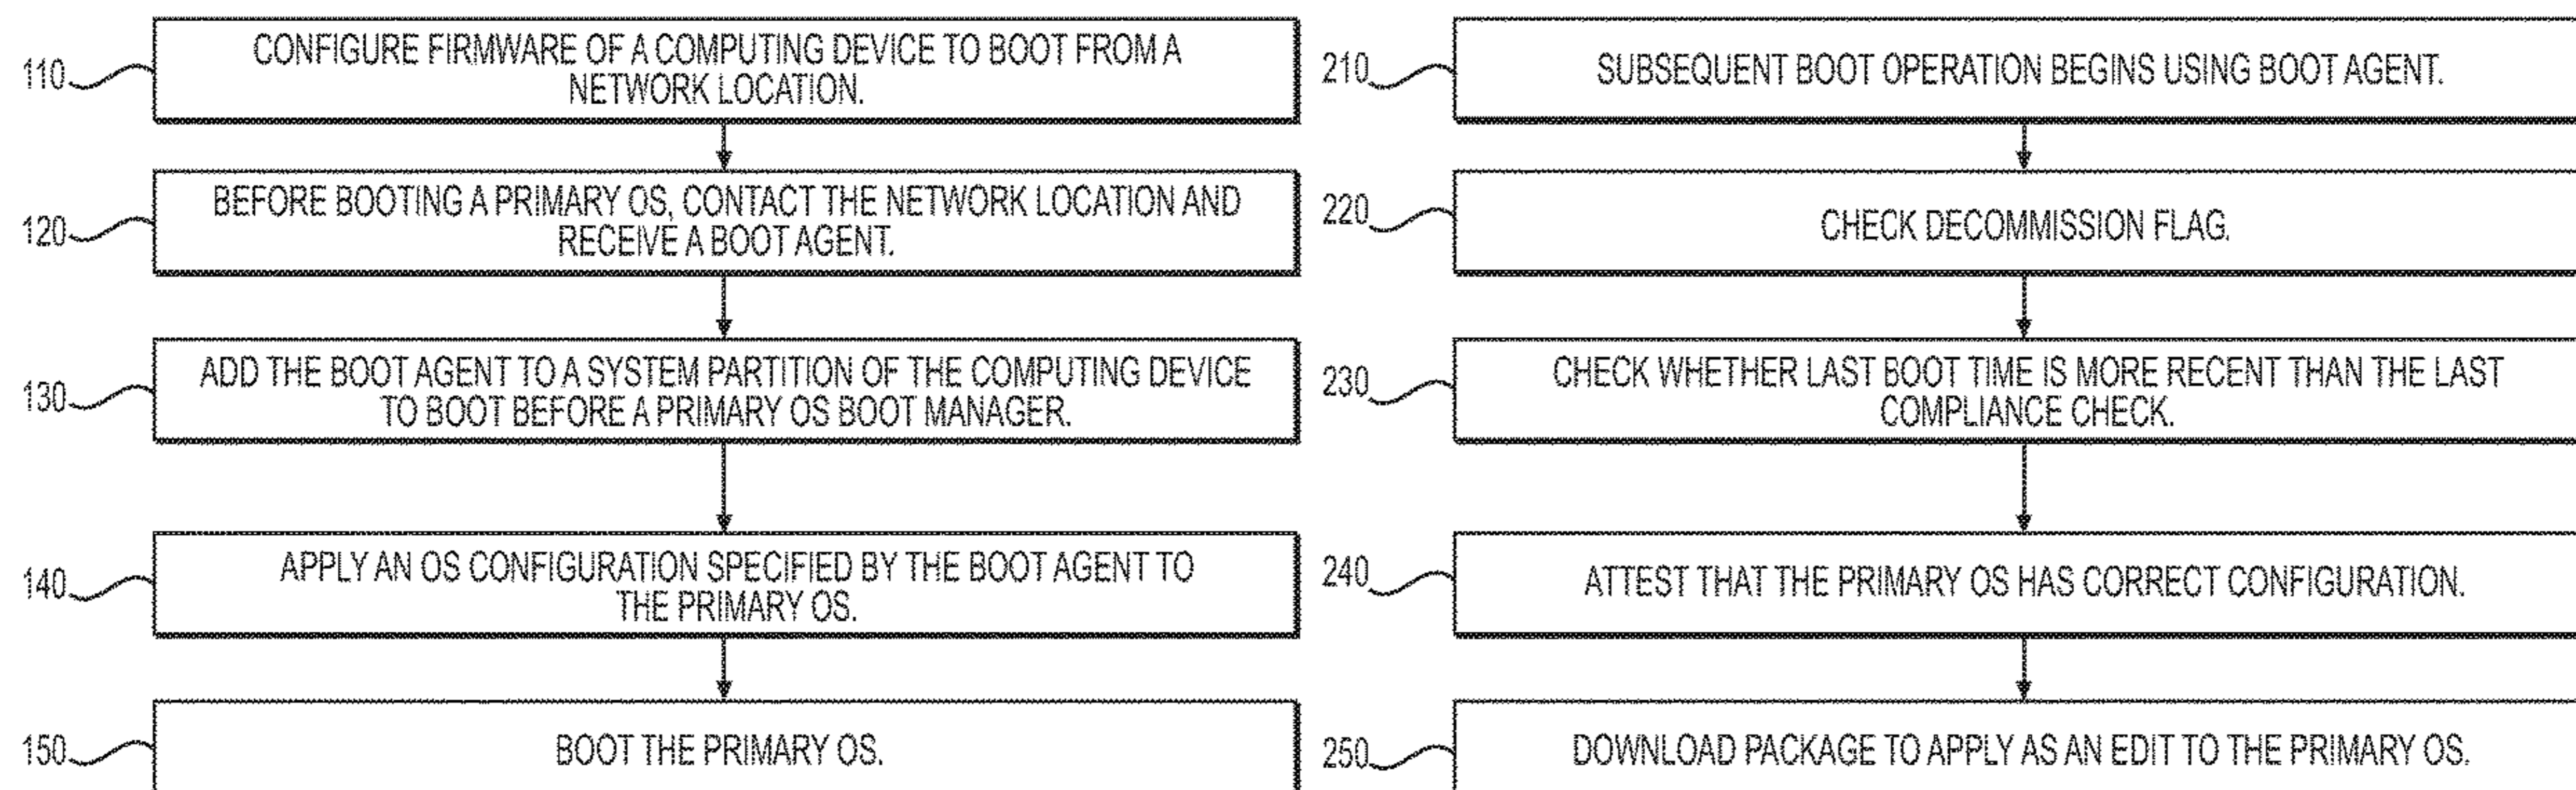 110
CONFIGURE FIRMWARE OF A COMPUTING DEVICE TO BOOT FROM A
NETWORK LOCATION.
120
BEFORE BOOTING A PRIMARY OS, CONTACT THE NETWORK LOCATION AND
RECEIVE A BOOT AGENT.
130
ADD THE BOOT AGENT TO A SYSTEM PARTITION OF THE COMPUTING DEVICE
TO BOOT BEFORE A PRIMARY OS BOOT MANAGER.
140
APPLY AN OS CONFIGURATION SPECIFIED BY THE BOOT AGENT TO
THE PRIMARY OS.
150
BOOT THE PRIMARY OS.
210
SUBSEQUENT BOOT OPERATION BEGINS USING BOOT AGENT.
220
CHECK DECOMMISSION FLAG.
230
CHECK WHETHER LAST BOOT TIME IS MORE RECENT THAN THE LAST
COMPLIANCE CHECK.
240
ATTEST THAT THE PRIMARY OS HAS CORRECT CONFIGURATION.
250
DOWNLOAD PACKAGE TO APPLY AS AN EDIT TO THE PRIMARY OS.